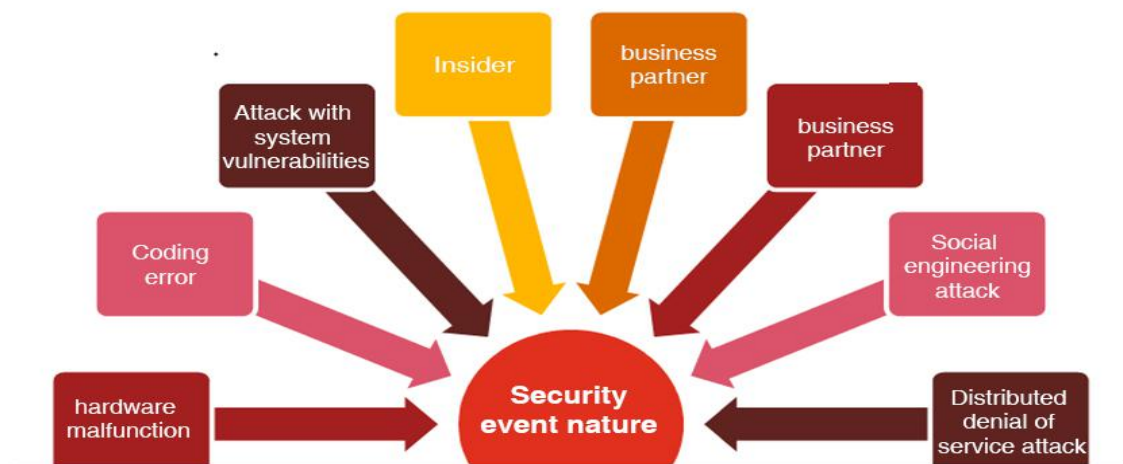 Insider
business
partner
Attack with
system
vulnerabilities
business
partner
Coding
error
Social
engineering
attack
hardware
malfunction
Security
event nature
Distributed
denial of
service attack